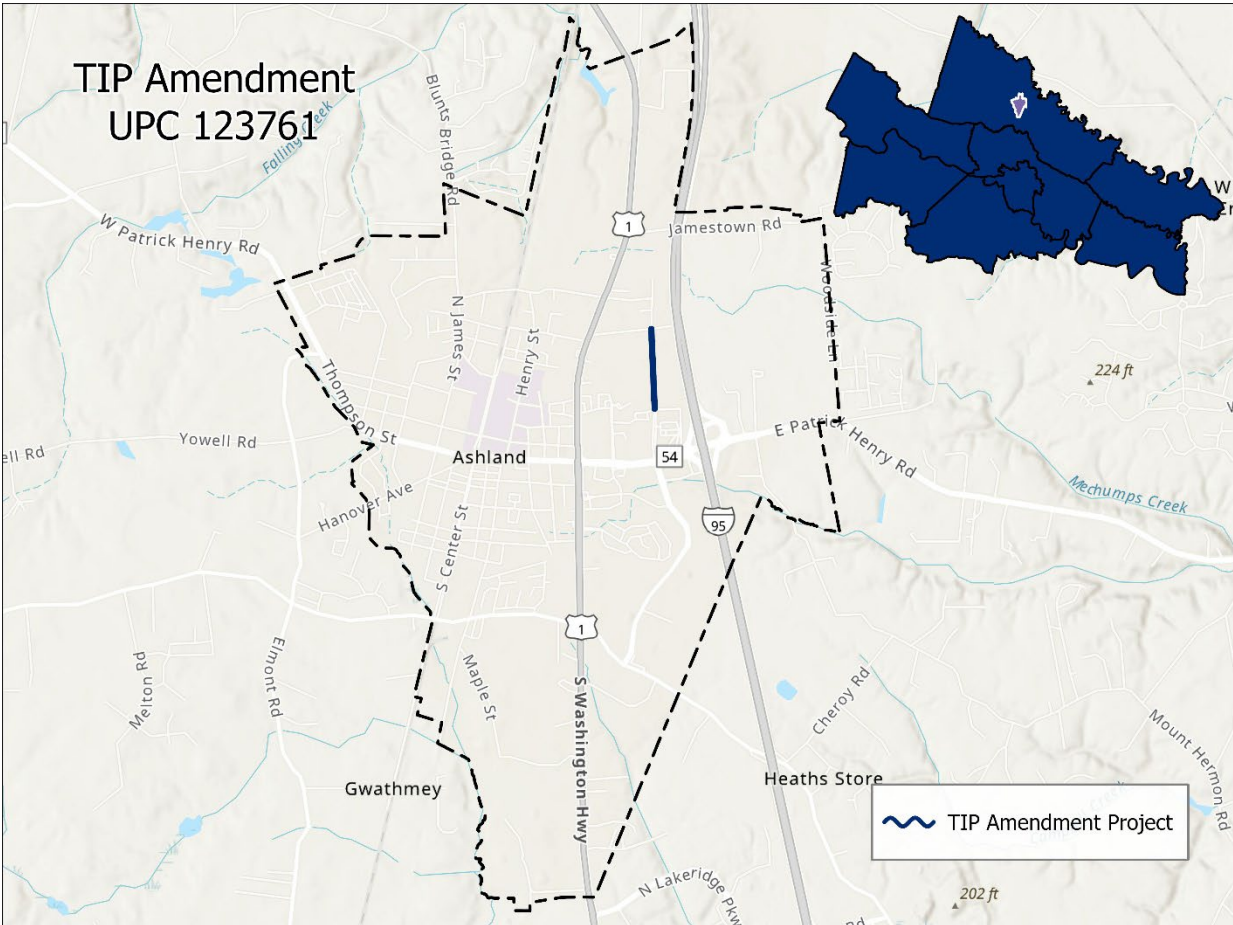 TIP Amendment
UPC 123761
Falling Creek
Blunts Bridge Rd
W Patrick Henry Rd
1
Jamestown Rd
Woodside Ln
N James St
Henry St
224 ft
Thompson St
Yowell Rd
ell Rd
Ashland
54
E Patrick Henry Rd
Hanover Ave
Mechumps Creek
95
S Center St
1
Elmont Rd
Melton Rd
Maple St
S Washington Hwy
Cheroy Rd
Mount Hermon Rd
Gwathmey
Heaths Store
TIP Amendment Project
N Lakeridge Pkw
202 ft
Rd
W